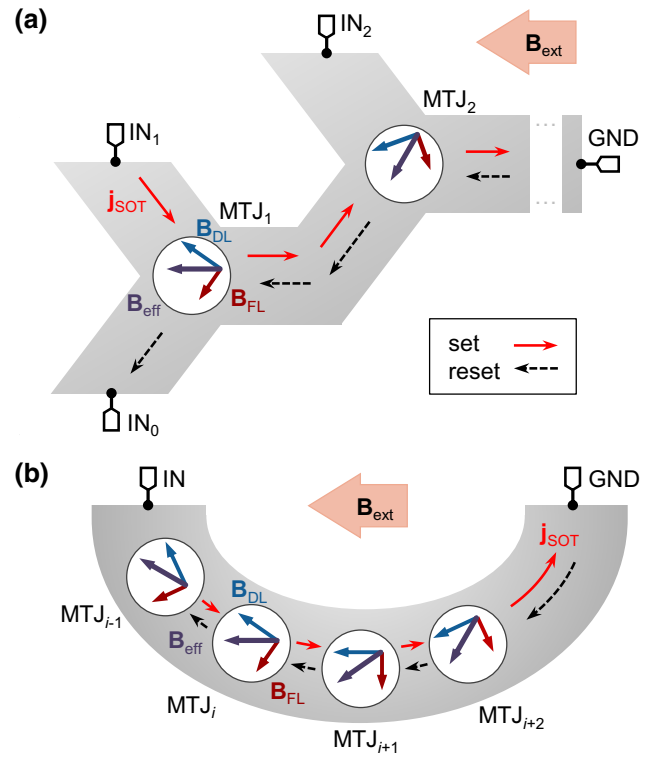 (a)
IN2
Bext
MTJ2
IN1
GND
jSOT
MTJ1
BDL
Beff
BFL
set
reset
IN0
(b)
IN
GND
Bext
jSOT
BDL
MTJi-1
Beff
BFL
MTJi
MTJi+1
MTJi+2